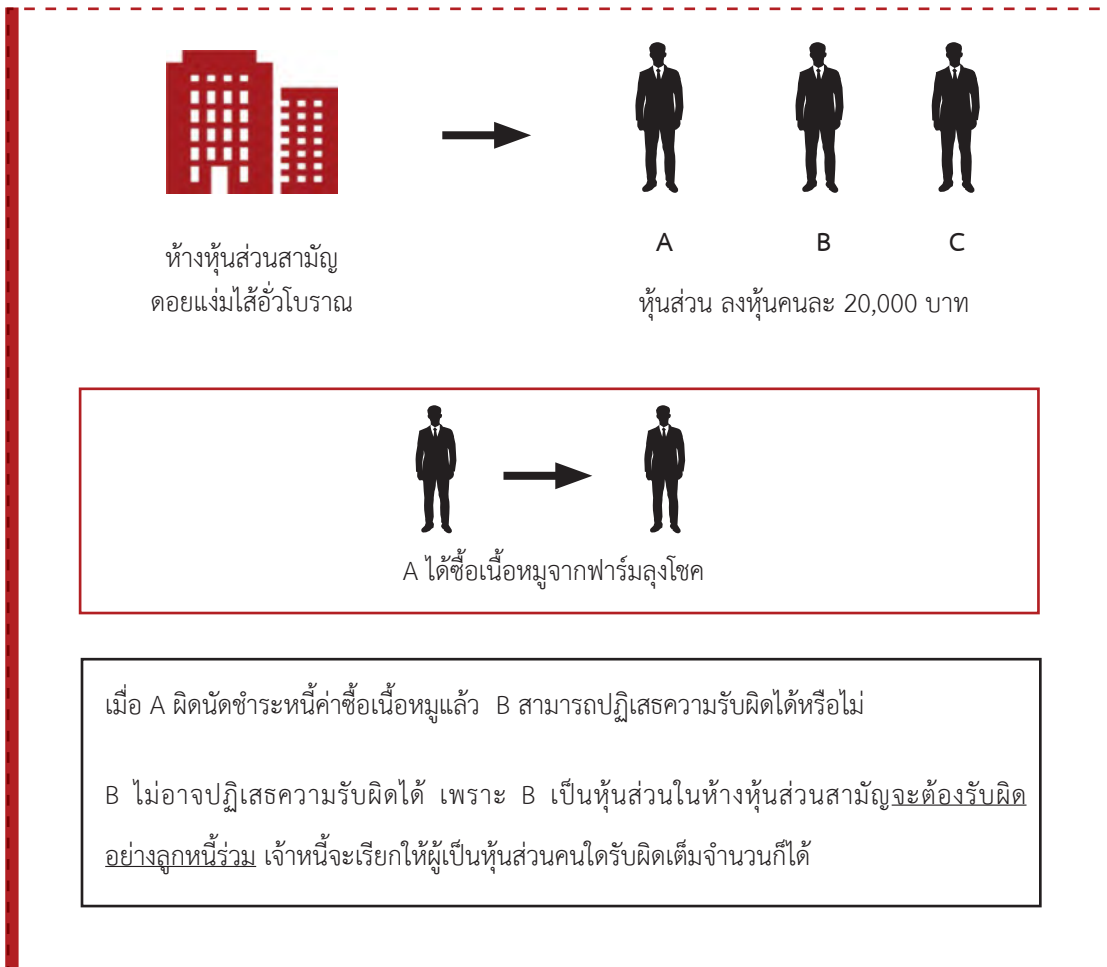 ห้างหุ้นส่วนสามัญ
ดอยแง่มไส้อั่วโบราณ
A B C
หุ้นส่วน ลงหุ้นคนละ 20,000 บาท
A ได้ซื้อเนื้อหมูจากฟาร์มลุงโชค
เมื่อ A ผิดนัดชำระหนี้ค่าซื้อเนื้อหมูแล้ว B สามารถปฏิเสธความรับผิดได้หรือไม่
B ไม่อาจปฏิเสธความรับผิดได้ เพราะ B เป็นหุ้นส่วนในห้างหุ้นส่วนสามัญจะต้องรับผิด
อย่างลูกหนี้ร่วม เจ้าหนี้จะเรียกให้ผู้เป็นหุ้นส่วนคนใดรับผิดเต็มจำนวนก็ได้